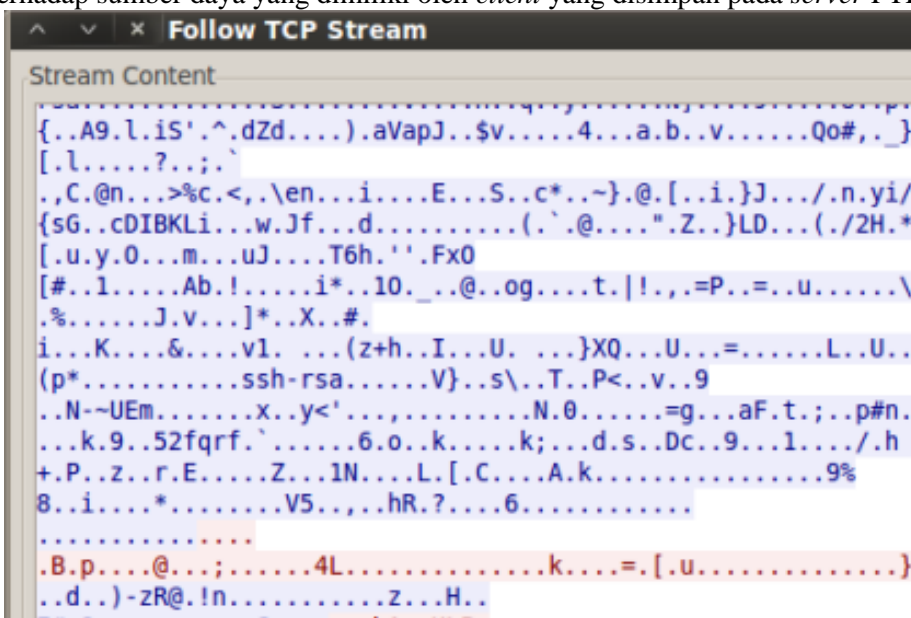 terhadap sumber daya yang dimiliki oleh client yang disimpan pada server FTP
Follow TCP Stream
Stream Content
{..A9.l.iS'.^.dZd....).aVapJ..$v.....4...a.b..v......Qo#,._}
[.l.....?..;.`
.,C.@n...>%c.<,.\en...i....E...S..c*..~}.@.[..i.}J.../.n.yi/
{sG..cDIBKLi...w.Jf...d..........(.`.@....".Z..}LD...(./2H.*
[.u.y.O...m...uJ....T6h.''.FxO
[#..1.....Ab.!.....i*..1O._..@..og....t.|!.,.=P..=..u......\
.%......J.v...]*..X..#.
i...K....&....v1. ...(z+h..I...U. ...}XQ...U...=......L..U..
(p*...........ssh-rsa......V}..s\..T..P<..v..9
..N-~UEm.......x..y<'...,.........N.0......=g...aF.t.;..p#n.
...k.9..52fqrf.`......6.o..k.....k;...d.s..Dc..9...1..../.h
+.P..z..r.E.....Z...1N....L.[.C....A.k................9%
8..i....*........V5..,..hR.?....6............
...............
.B.p....@...;......4L..............k....=.[.u..............}
..d..)-zR@.!n...........z...H..